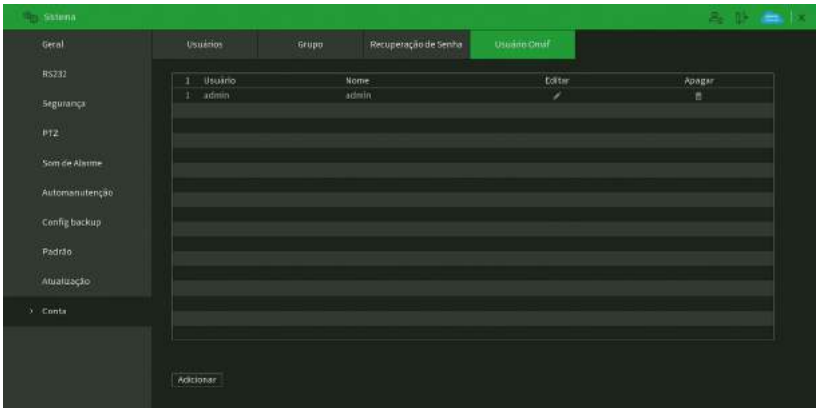 Sistema
Geral
RS232
Segurança
PTZ
Som de Alarme
Automanutenção
Config backup
Padrão
Atualização
> Conta
Usuários Grupo Recuperação de Senha Usuário Onvif
1 Usuário Nome Editar Apagar
1 admin admin
Adicionar